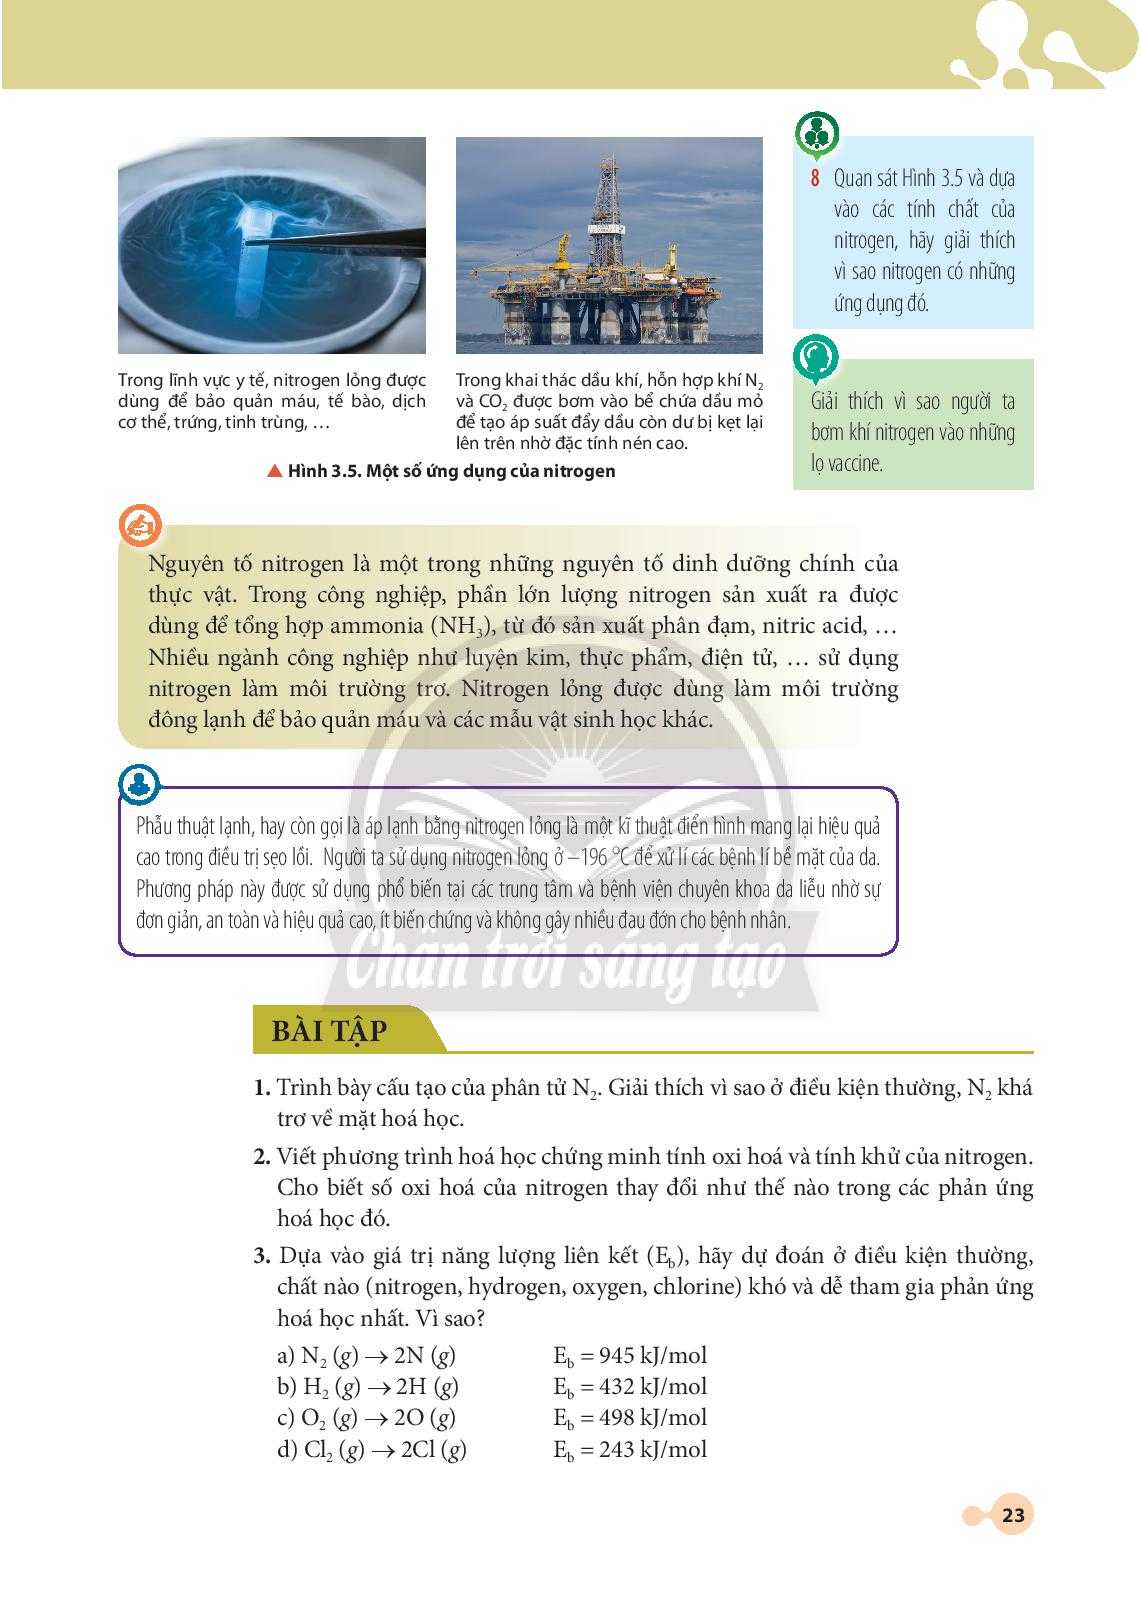 Trong lĩnh vực y tế, nitrogen lỏng được
dùng để bảo quản máu, tế bào, dịch
cơ thể, trứng, tinh trùng, …
Trong khai thác dầu khí, hỗn hợp khí N₂
và CO₂ được bơm vào bể chứa dầu mỏ
để tạo áp suất đẩy dầu còn dư bị kẹt lại
lên trên nhờ đặc tính nén cao.
▲ Hình 3.5. Một số ứng dụng của nitrogen
8 Quan sát Hình 3.5 và dựa
vào các tính chất của
nitrogen, hãy giải thích
vì sao nitrogen có những
ứng dụng đó.
Giải thích vì sao người ta
bơm khí nitrogen vào những
lọ vaccine.
Nguyên tố nitrogen là một trong những nguyên tố dinh dưỡng chính của
thực vật. Trong công nghiệp, phần lớn lượng nitrogen sản xuất ra được
dùng để tổng hợp ammonia (NH₃), từ đó sản xuất phân đạm, nitric acid, …
Nhiều ngành công nghiệp như luyện kim, thực phẩm, điện tử, … sử dụng
nitrogen làm môi trường trơ. Nitrogen lỏng được dùng làm môi trường
đông lạnh để bảo quản máu và các mẫu vật sinh học khác.
Phẫu thuật lạnh, hay còn gọi là áp lạnh bằng nitrogen lỏng là một kĩ thuật điển hình mang lại hiệu quả
cao trong điều trị sẹo lồi. Người ta sử dụng nitrogen lỏng ở –196 °C để xử lí các bệnh lí bề mặt của da.
Phương pháp này được sử dụng phổ biến tại các trung tâm và bệnh viện chuyên khoa da liễu nhờ sự
đơn giản, an toàn và hiệu quả cao, ít biến chứng và không gây nhiều đau đớn cho bệnh nhân.
Chân trời sáng tạo
BÀI TẬP
1. Trình bày cấu tạo của phân tử N₂. Giải thích vì sao ở điều kiện thường, N₂ khá
trơ về mặt hoá học.
2. Viết phương trình hoá học chứng minh tính oxi hoá và tính khử của nitrogen.
Cho biết số oxi hoá của nitrogen thay đổi như thế nào trong các phản ứng
hoá học đó.
3. Dựa vào giá trị năng lượng liên kết (E_b), hãy dự đoán ở điều kiện thường,
chất nào (nitrogen, hydrogen, oxygen, chlorine) khó và dễ tham gia phản ứng
hoá học nhất. Vì sao?
a) N₂ (g) → 2N (g) E_b = 945 kJ/mol
b) H₂ (g) → 2H (g) E_b = 432 kJ/mol
c) O₂ (g) → 2O (g) E_b = 498 kJ/mol
d) Cl₂ (g) → 2Cl (g) E_b = 243 kJ/mol
23